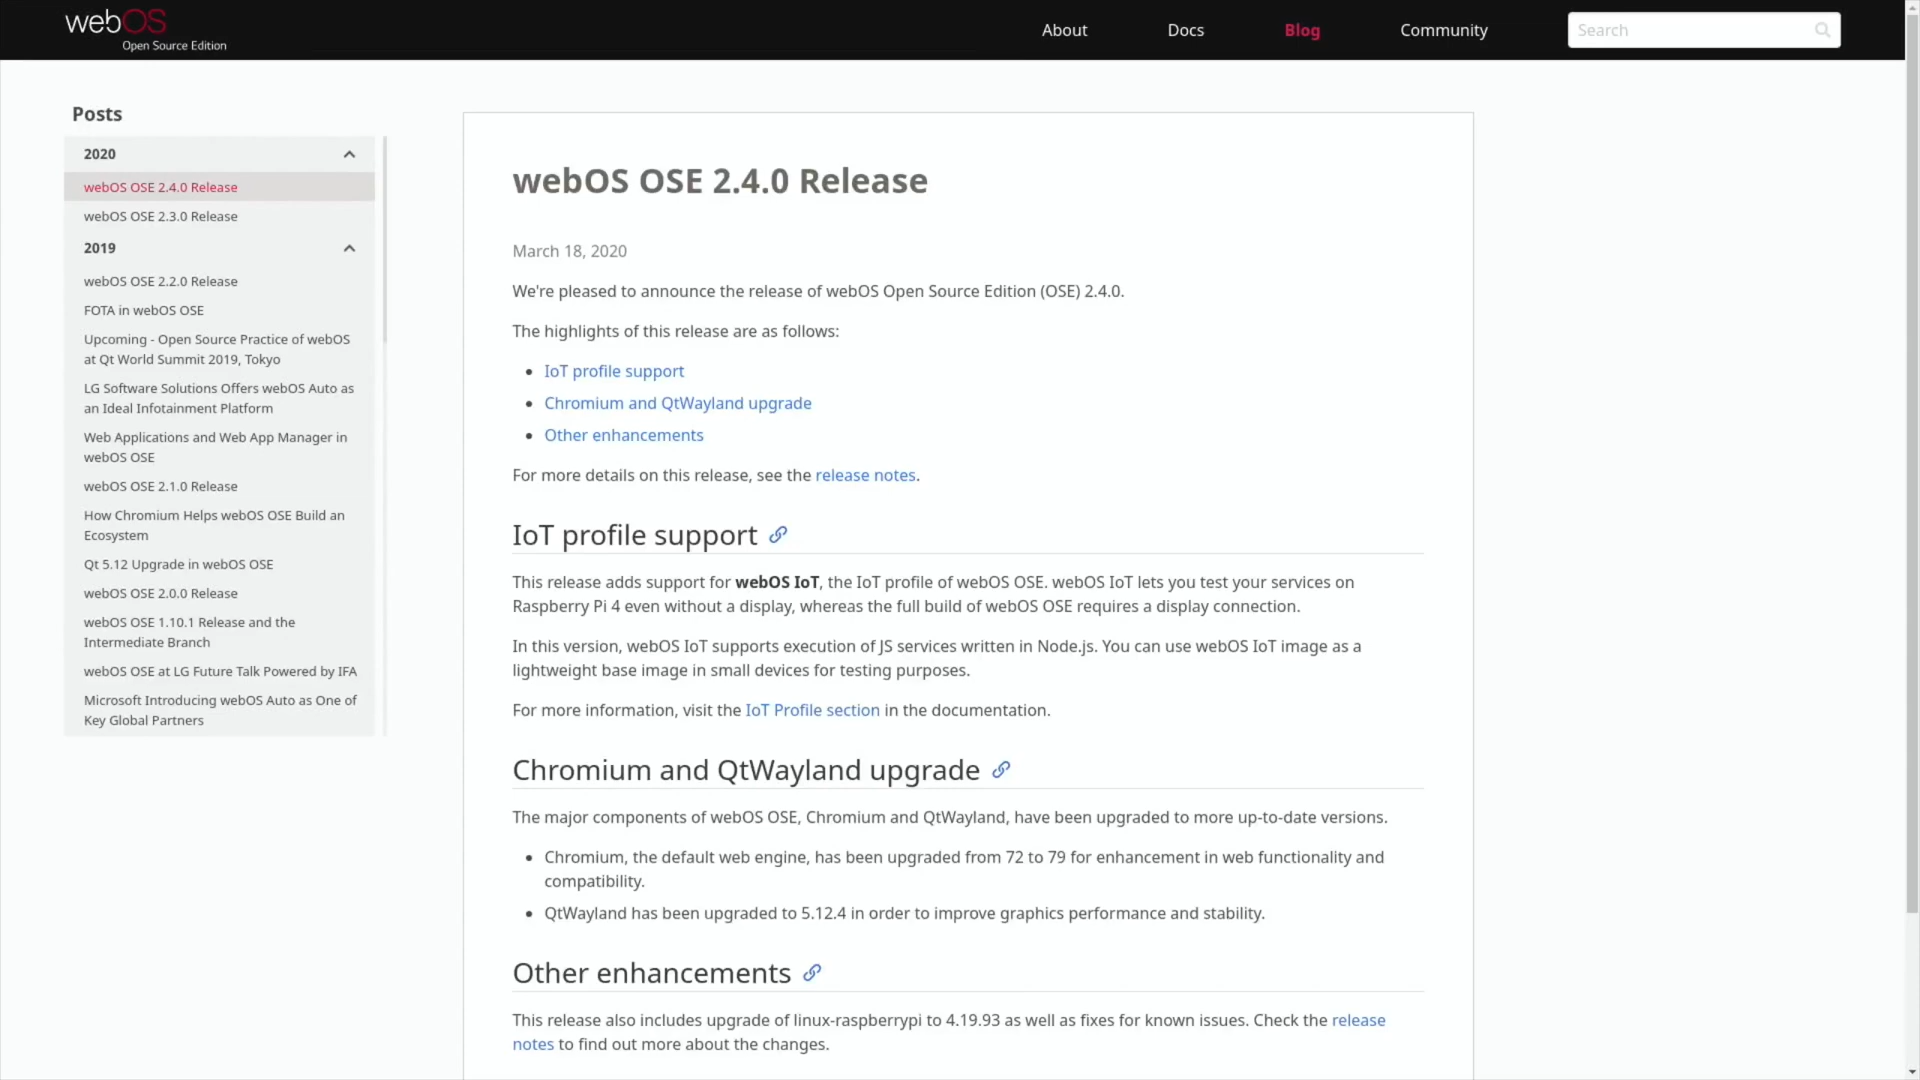 webOS
Open Source Edition
About
Docs
Blog
Community
Search
Posts
2020
webOS OSE 2.4.0 Release
webOS OSE 2.3.0 Release
2019
webOS OSE 2.2.0 Release
FOTA in webOS OSE
Upcoming - Open Source Practice of webOS
at Qt World Summit 2019, Tokyo
LG Software Solutions Offers webOS Auto as
an Ideal Infotainment Platform
Web Applications and Web App Manager in
webOS OSE
webOS OSE 2.1.0 Release
How Chromium Helps webOS OSE Build an
Ecosystem
Qt 5.12 Upgrade in webOS OSE
webOS OSE 2.0.0 Release
webOS OSE 1.10.1 Release and the
Intermediate Branch
webOS OSE at LG Future Talk Powered by IFA
Microsoft Introducing webOS Auto as One of
Key Global Partners
webOS OSE 2.4.0 Release
March 18, 2020
We're pleased to announce the release of webOS Open Source Edition (OSE) 2.4.0.
The highlights of this release are as follows:
• IoT profile support
• Chromium and QtWayland upgrade
• Other enhancements
For more details on this release, see the release notes.
IoT profile support
This release adds support for webOS IoT, the IoT profile of webOS OSE. webOS IoT lets you test your services on
Raspberry Pi 4 even without a display, whereas the full build of webOS OSE requires a display connection.
In this version, webOS IoT supports execution of JS services written in Node.js. You can use webOS IoT image as a
lightweight base image in small devices for testing purposes.
For more information, visit the IoT Profile section in the documentation.
Chromium and QtWayland upgrade
The major components of webOS OSE, Chromium and QtWayland, have been upgraded to more up-to-date versions.
• Chromium, the default web engine, has been upgraded from 72 to 79 for enhancement in web functionality and
compatibility.
• QtWayland has been upgraded to 5.12.4 in order to improve graphics performance and stability.
Other enhancements
This release also includes upgrade of linux-raspberrypi to 4.19.93 as well as fixes for known issues. Check the release
notes to find out more about the changes.